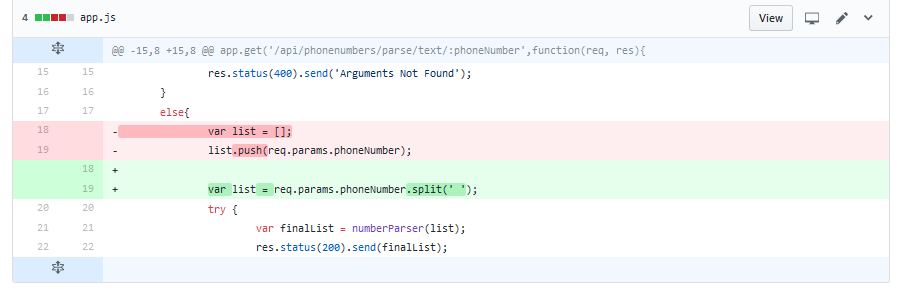 4 app.js View
@@ -15,8 +15,8 @@ app.get('/api/phonenumbers/parse/text/:phoneNumber',function(req, res){
15 15 res.status(400).send('Arguments Not Found');
16 16 }
17 17 else{
18 - var list = [];
19 - list.push(req.params.phoneNumber);
18 +
19 + var list = req.params.phoneNumber.split(' ');
20 20 try {
21 21 var finalList = numberParser(list);
22 22 res.status(200).send(finalList);